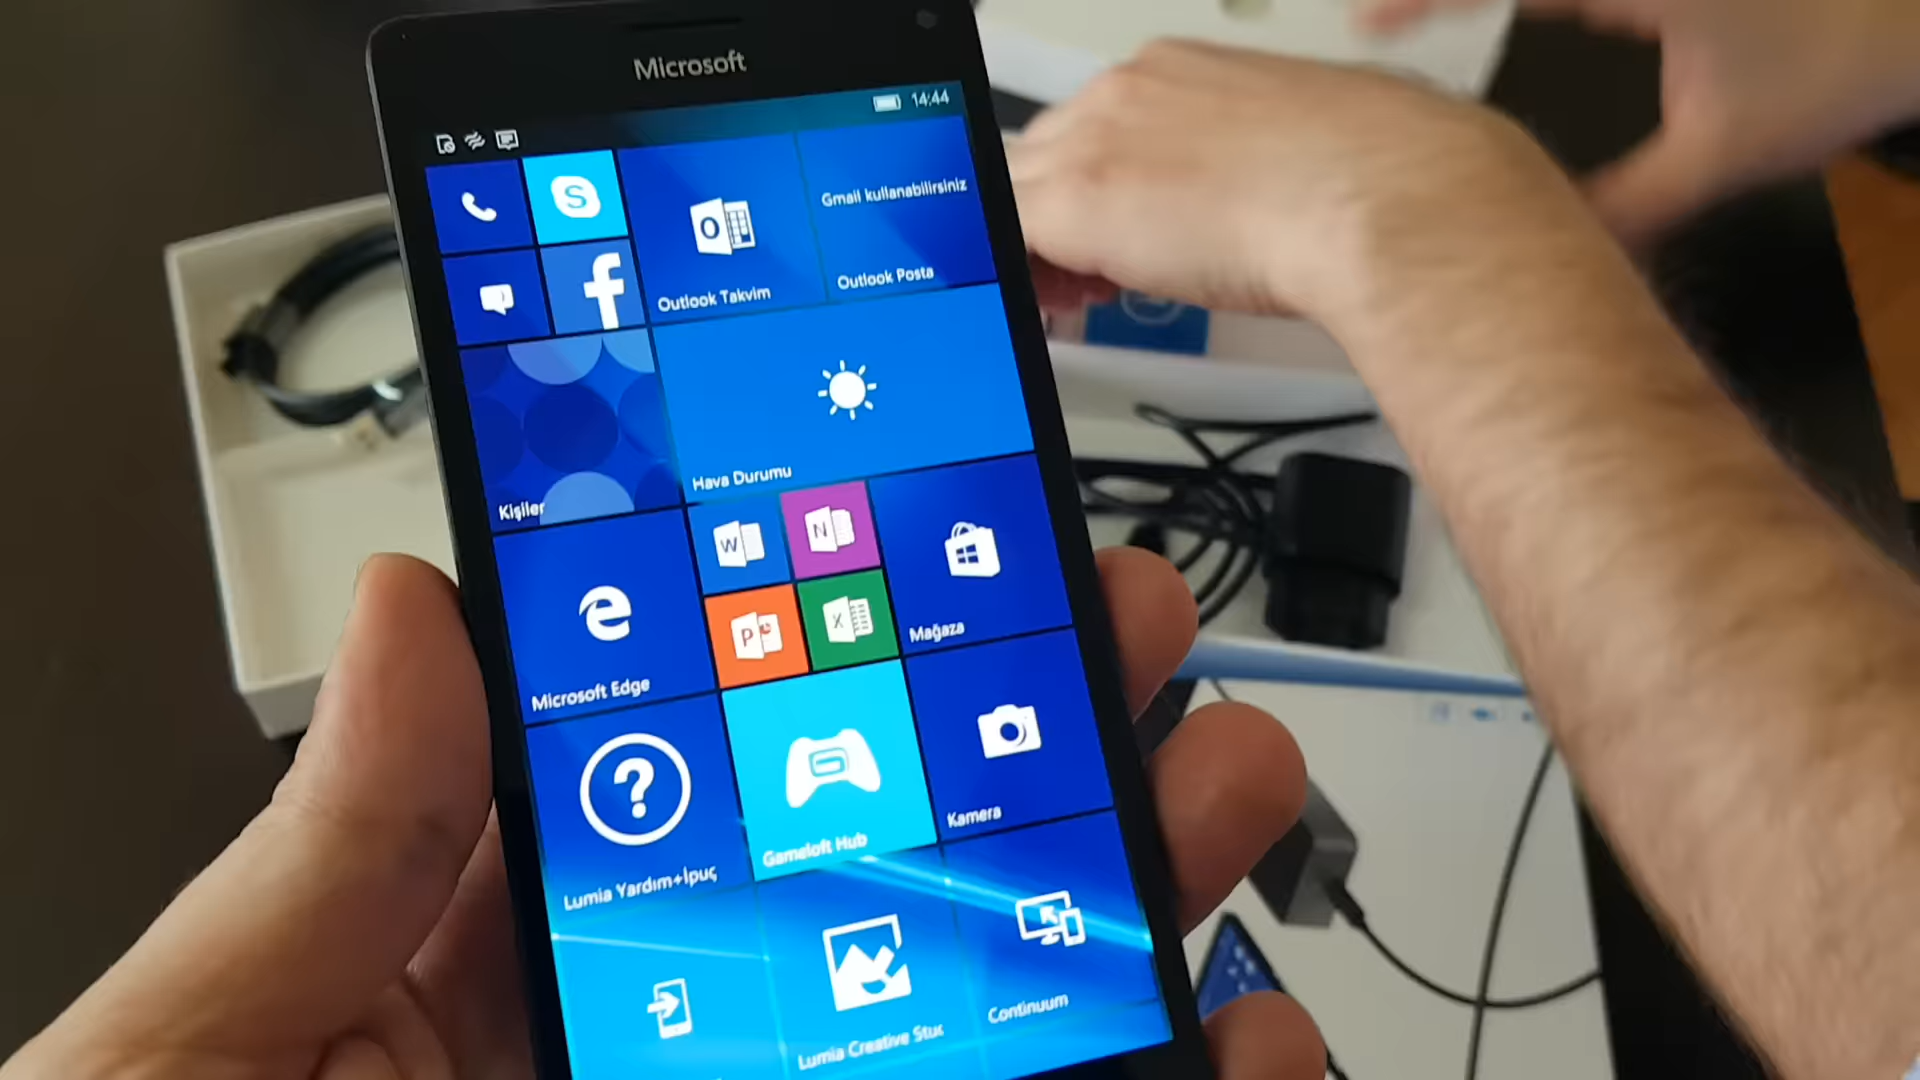 Microsoft
14:44
Gmail kullanabilirsiniz
Outlook Takvim
Outlook Posta
Kişiler
Hava Durumu
Microsoft Edge
Mağaza
Lumia Yardım+İpuç
Gameloft Hub
Kamera
Lumia Creative Stuc
Continuum